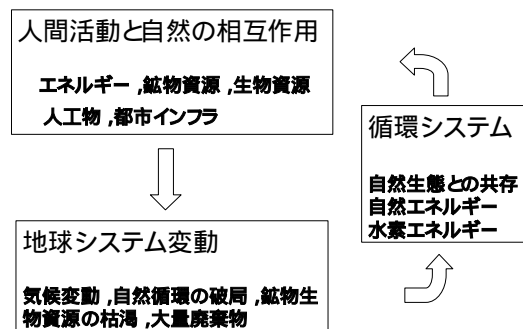 人間活動と自然の相互作用
エネルギー ,鉱物資源 ,生物資源
人工物 ,都市インフラ
循環システム
自然生態との共存
自然エネルギー
水素エネルギー
地球システム変動
気候変動 ,自然循環の破局 ,鉱物生
物資源の枯渇 ,大量廃棄物